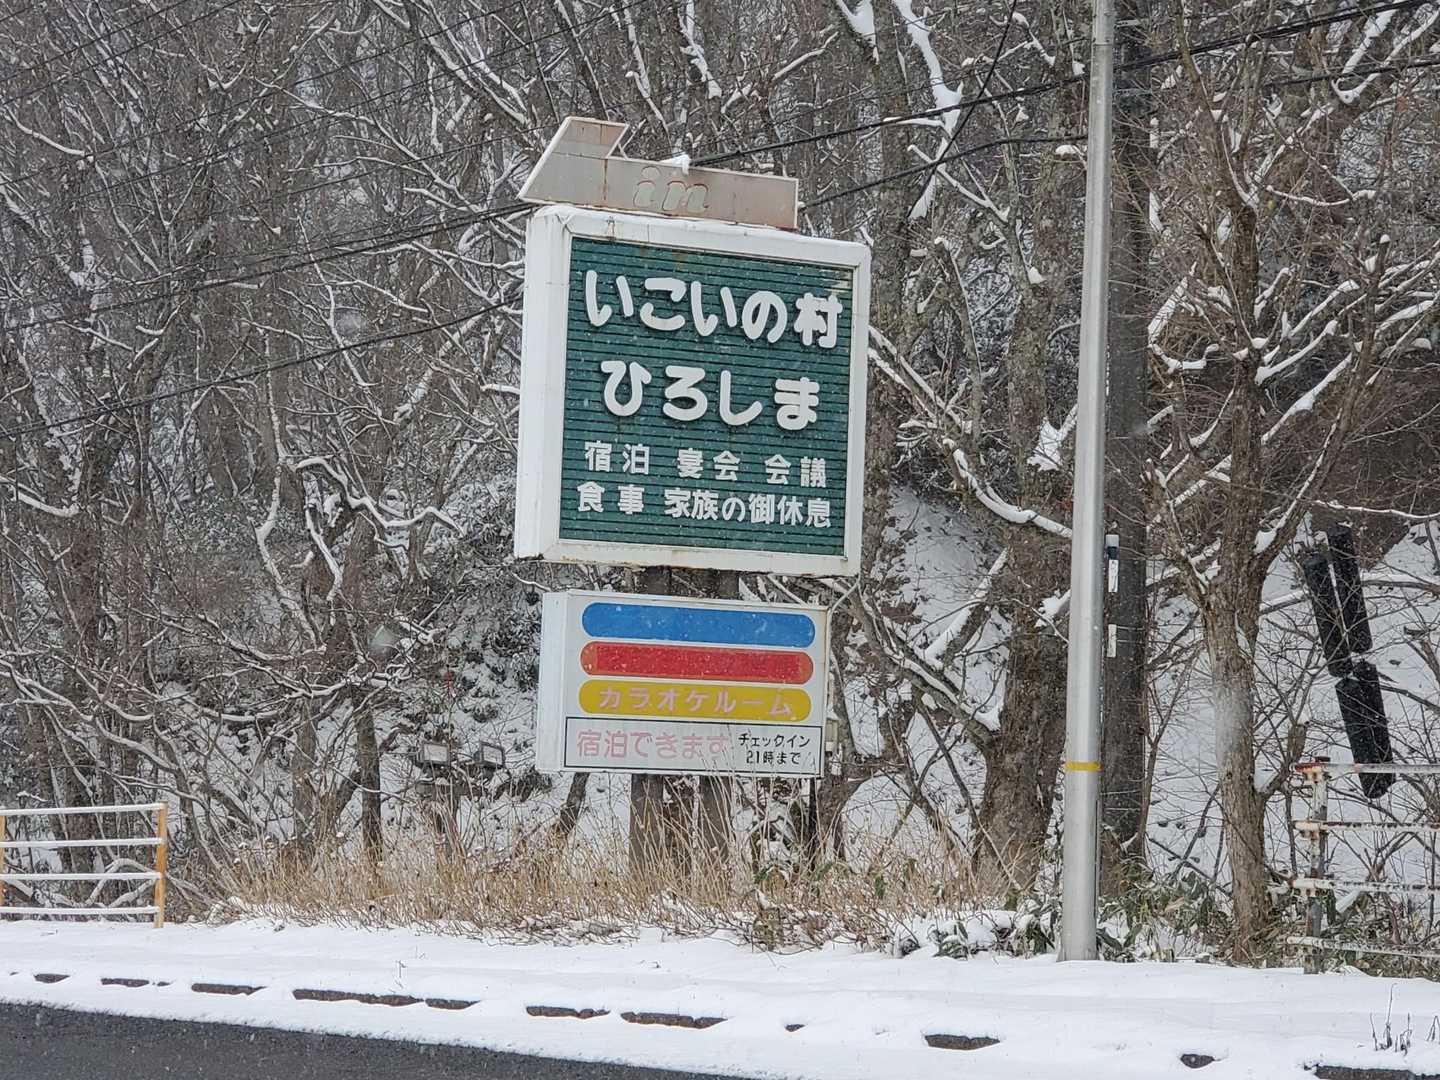 in
いこいの村
ひろしま
宿泊 宴会 会議
食事 家族の御休息
カラオケルーム
宿泊できます チェックイン
21時まで